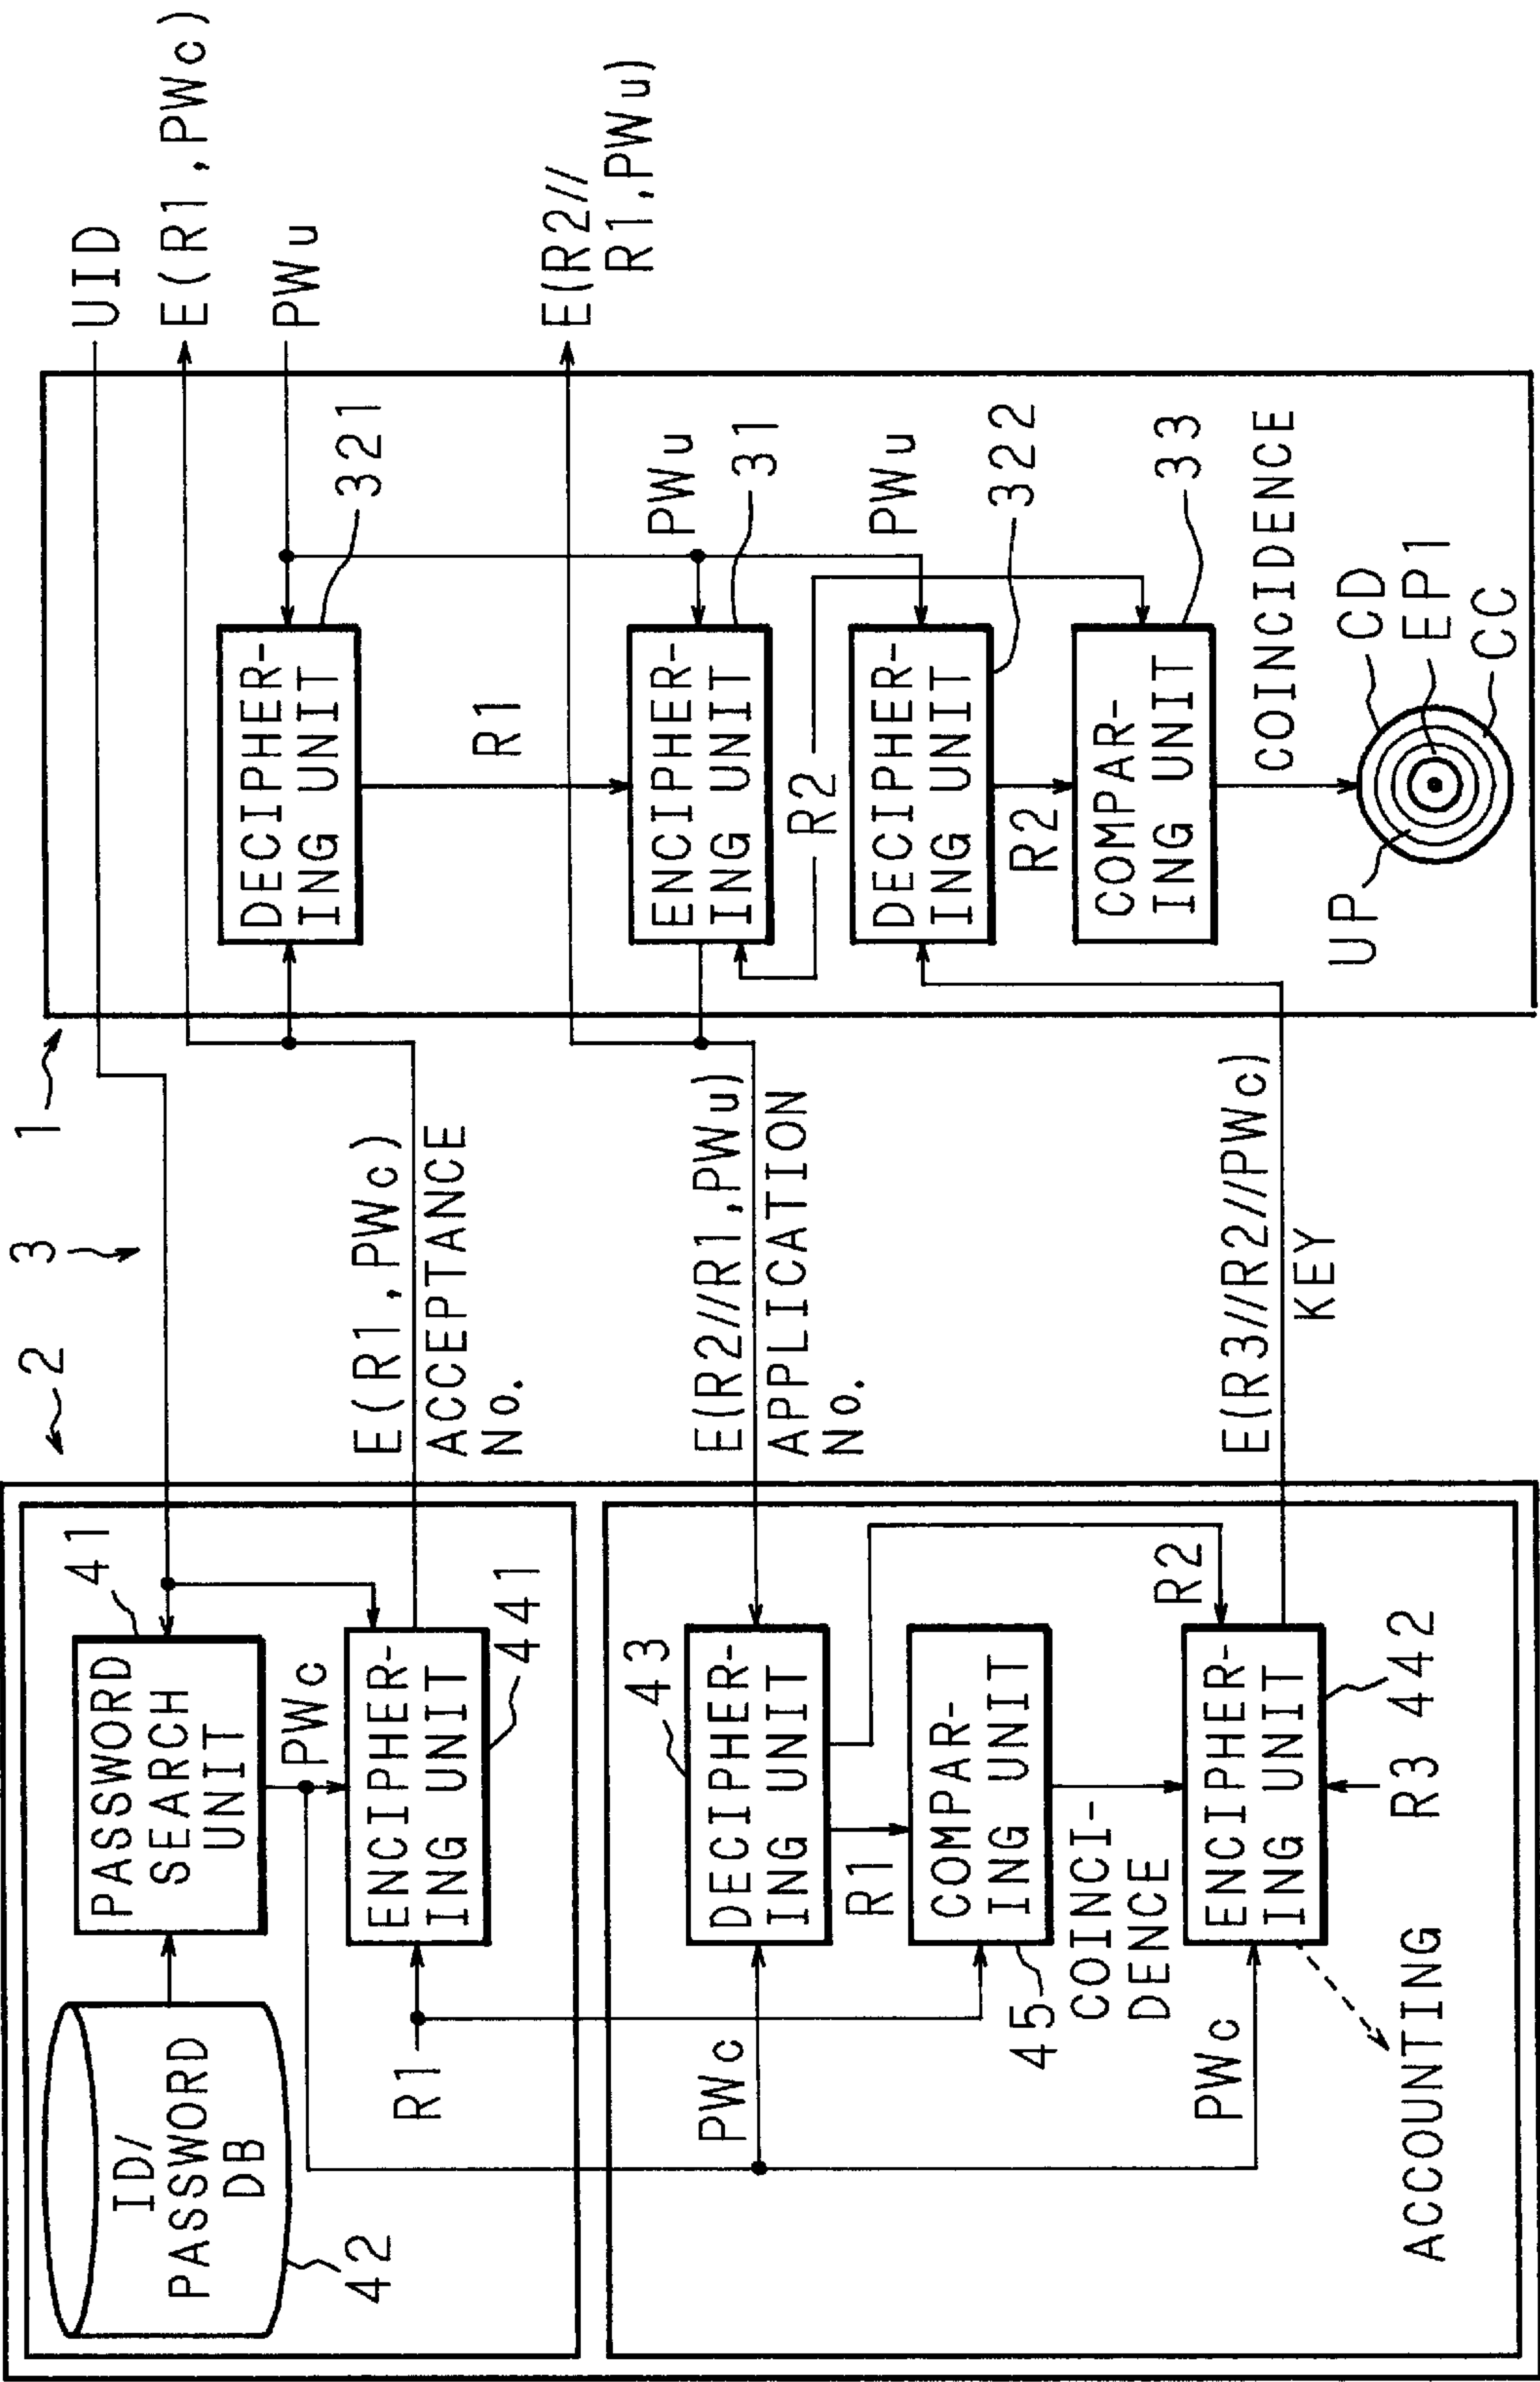 ID/
PASSWORD
DB
42
PASSWORD
SEARCH
UNIT
41
PWc
ENCIPHER-
ING UNIT
441
R1
2
3
1
E(R1,PWc)
ACCEPTANCE
No.
UID
E(R1,PWc)
PWu
DECIPHER-
ING UNIT
321
R1
PWc
DECIPHER-
ING UNIT
43
R1
COMPAR-
ING UNIT
45
COINCI-
DENCE
R2
PWc
ENCIPHER-
ING UNIT
442
R3
ACCOUNTING
E(R2//R1,PWu)
APPLICATION
No.
E(R3//R2//PWc)
KEY
E(R2//
R1,PWu)
PWu
ENCIPHER-
ING UNIT
31
R2
PWu
DECIPHER-
ING UNIT
322
R2
COMPAR-
ING UNIT
33
COINCIDENCE
UP
CD
EP1
CC